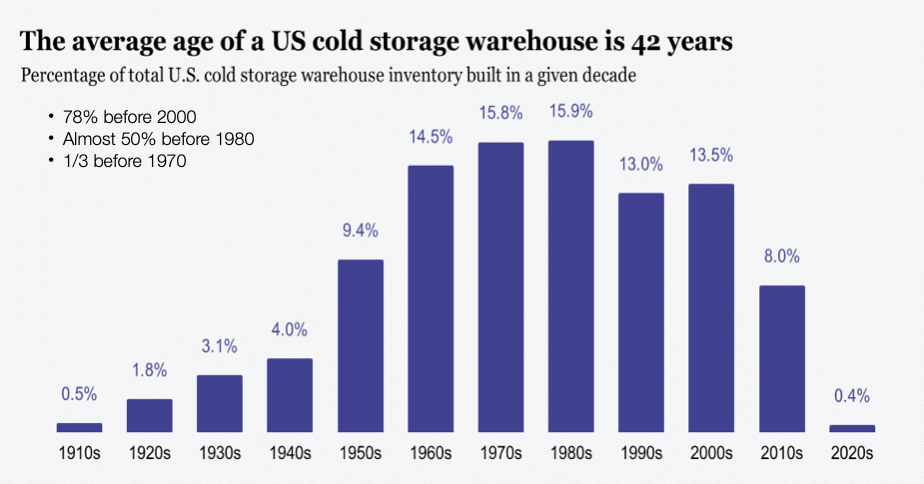 The average age of a US cold storage warehouse is 42 years
Percentage of total U.S. cold storage warehouse inventory built in a given decade
• 78% before 2000
• Almost 50% before 1980
• 1/3 before 1970
0.5%
1.8%
3.1%
4.0%
9.4%
14.5%
15.8%
15.9%
13.0%
13.5%
8.0%
0.4%
1910s 1920s 1930s 1940s 1950s 1960s 1970s 1980s 1990s 2000s 2010s 2020s